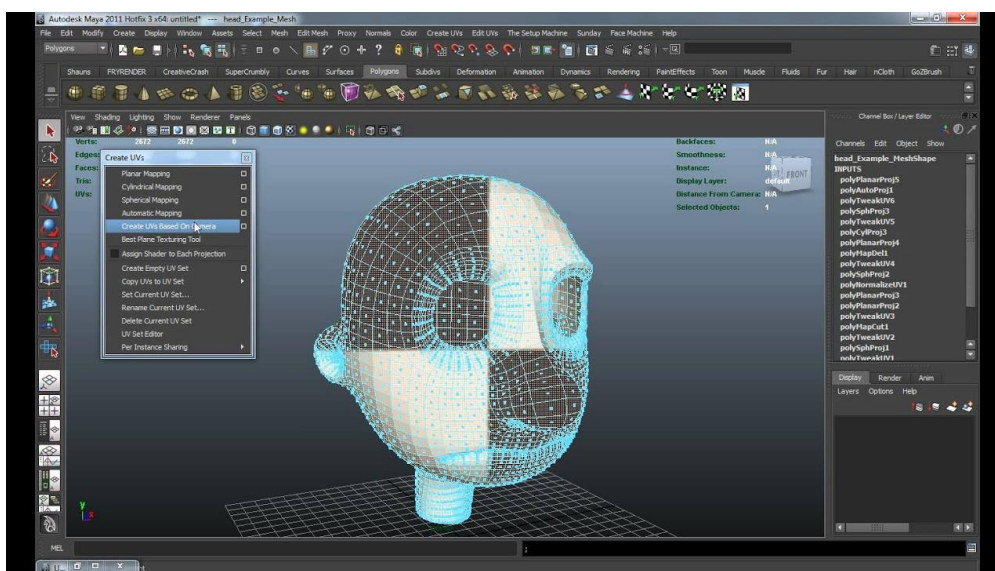 Autodesk Maya 2011 Hotfix 3 x64: untitled* --- head_Example_Mesh
File Edit Modify Create Display Window Assets Select Mesh Edit Mesh Proxy Normals Color Create UVs Edit UVs The Setup Machine Sunday Face Machine Help
Polygons
Shauns FRYRENDER CreativeCrash SuperCrumbly Curves Surfaces Polygons Subdivs Deformation Animation Dynamics Rendering PaintEffects Toon Muscle Fluids Fur Hair nCloth GoZBrush
View Shading Lighting Show Renderer Panels
Channel Box / Layer Editor
Channels Edit Object Show
Verts: 2672 2672 0
Edges:
Faces:
Tris:
UVs:
Create UVs
Planar Mapping
Cylindrical Mapping
Spherical Mapping
Automatic Mapping
Create UVs Based On Camera
Best Plane Texturing Tool
Assign Shader to Each Projection
Create Empty UV Set
Copy UVs to UV Set
Set Current UV Set...
Rename Current UV Set...
Delete Current UV Set
UV Set Editor
Per Instance Sharing
Backfaces: N/A
Smoothness: N/A
Instance: N/A
Display Layer: default
Distance From Camera: N/A
Selected Objects: 1
FRONT
head_Example_MeshShape
INPUTS
polyPlanarProj5
polyAutoProj1
polyTweakUV6
polySphProj3
polyTweakUV5
polyCylProj3
polyPlanarProj4
polyMapDel1
polyTweakUV4
polySphProj2
polyNormalizeUV1
polyPlanarProj3
polyPlanarProj2
polyTweakUV3
polyMapCut1
polyTweakUV2
polySphProj1
polyTweakUV1
Display Render Anim
Layers Options Help
y
MEL